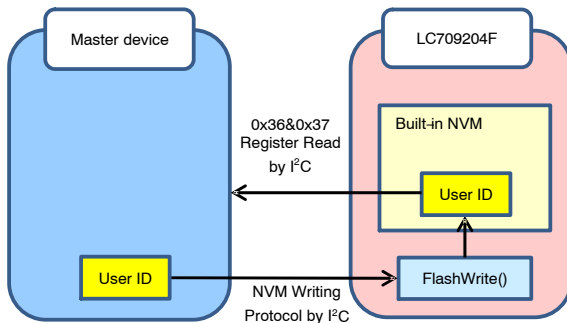 Master device
LC709204F
0x36&0x37
Register Read
by I²C
Built-in NVM
User ID
User ID
FlashWrite()
NVM Writing
Protocol by I²C